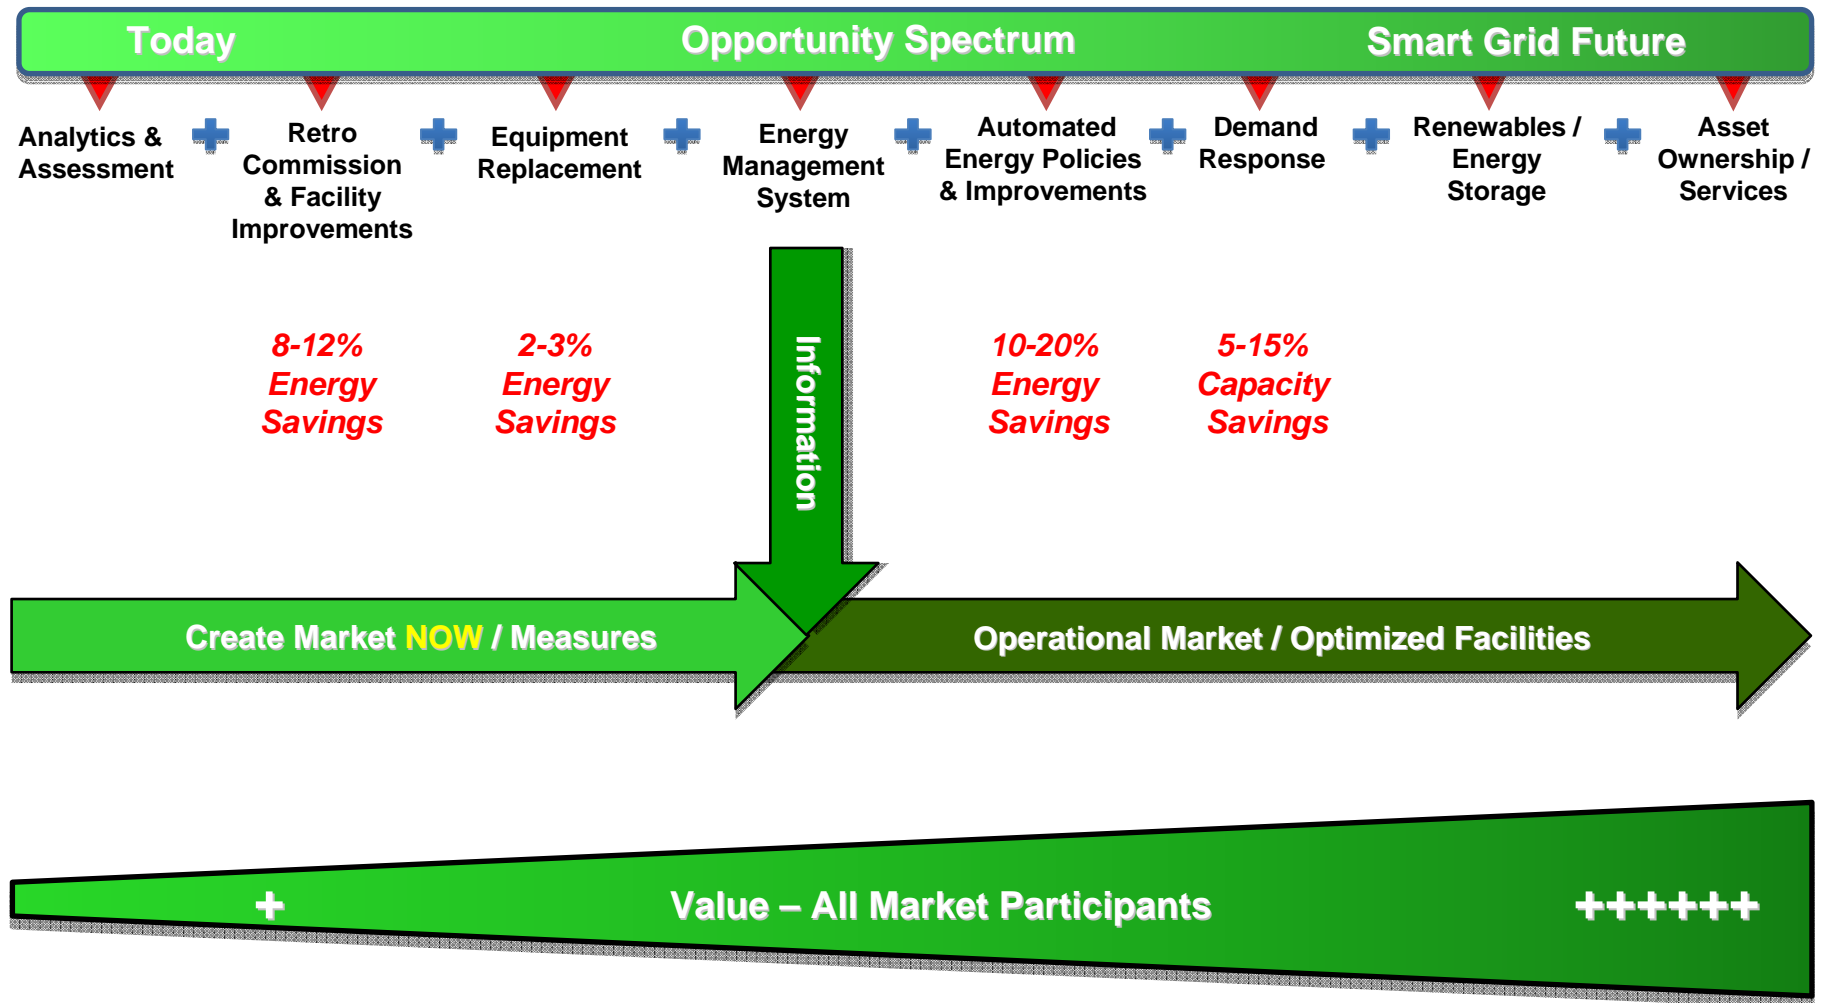 Today
Opportunity Spectrum
Smart Grid Future
Analytics &
Assessment
Retro
Commission
& Facility
Improvements
Equipment
Replacement
Energy
Management
System
Automated
Energy Policies
& Improvements
Demand
Response
Renewables /
Energy
Storage
Asset
Ownership /
Services
8-12%
Energy
Savings
2-3%
Energy
Savings
Information
10-20%
Energy
Savings
5-15%
Capacity
Savings
Create Market NOW / Measures
Operational Market / Optimized Facilities
+
Value – All Market Participants
++++++